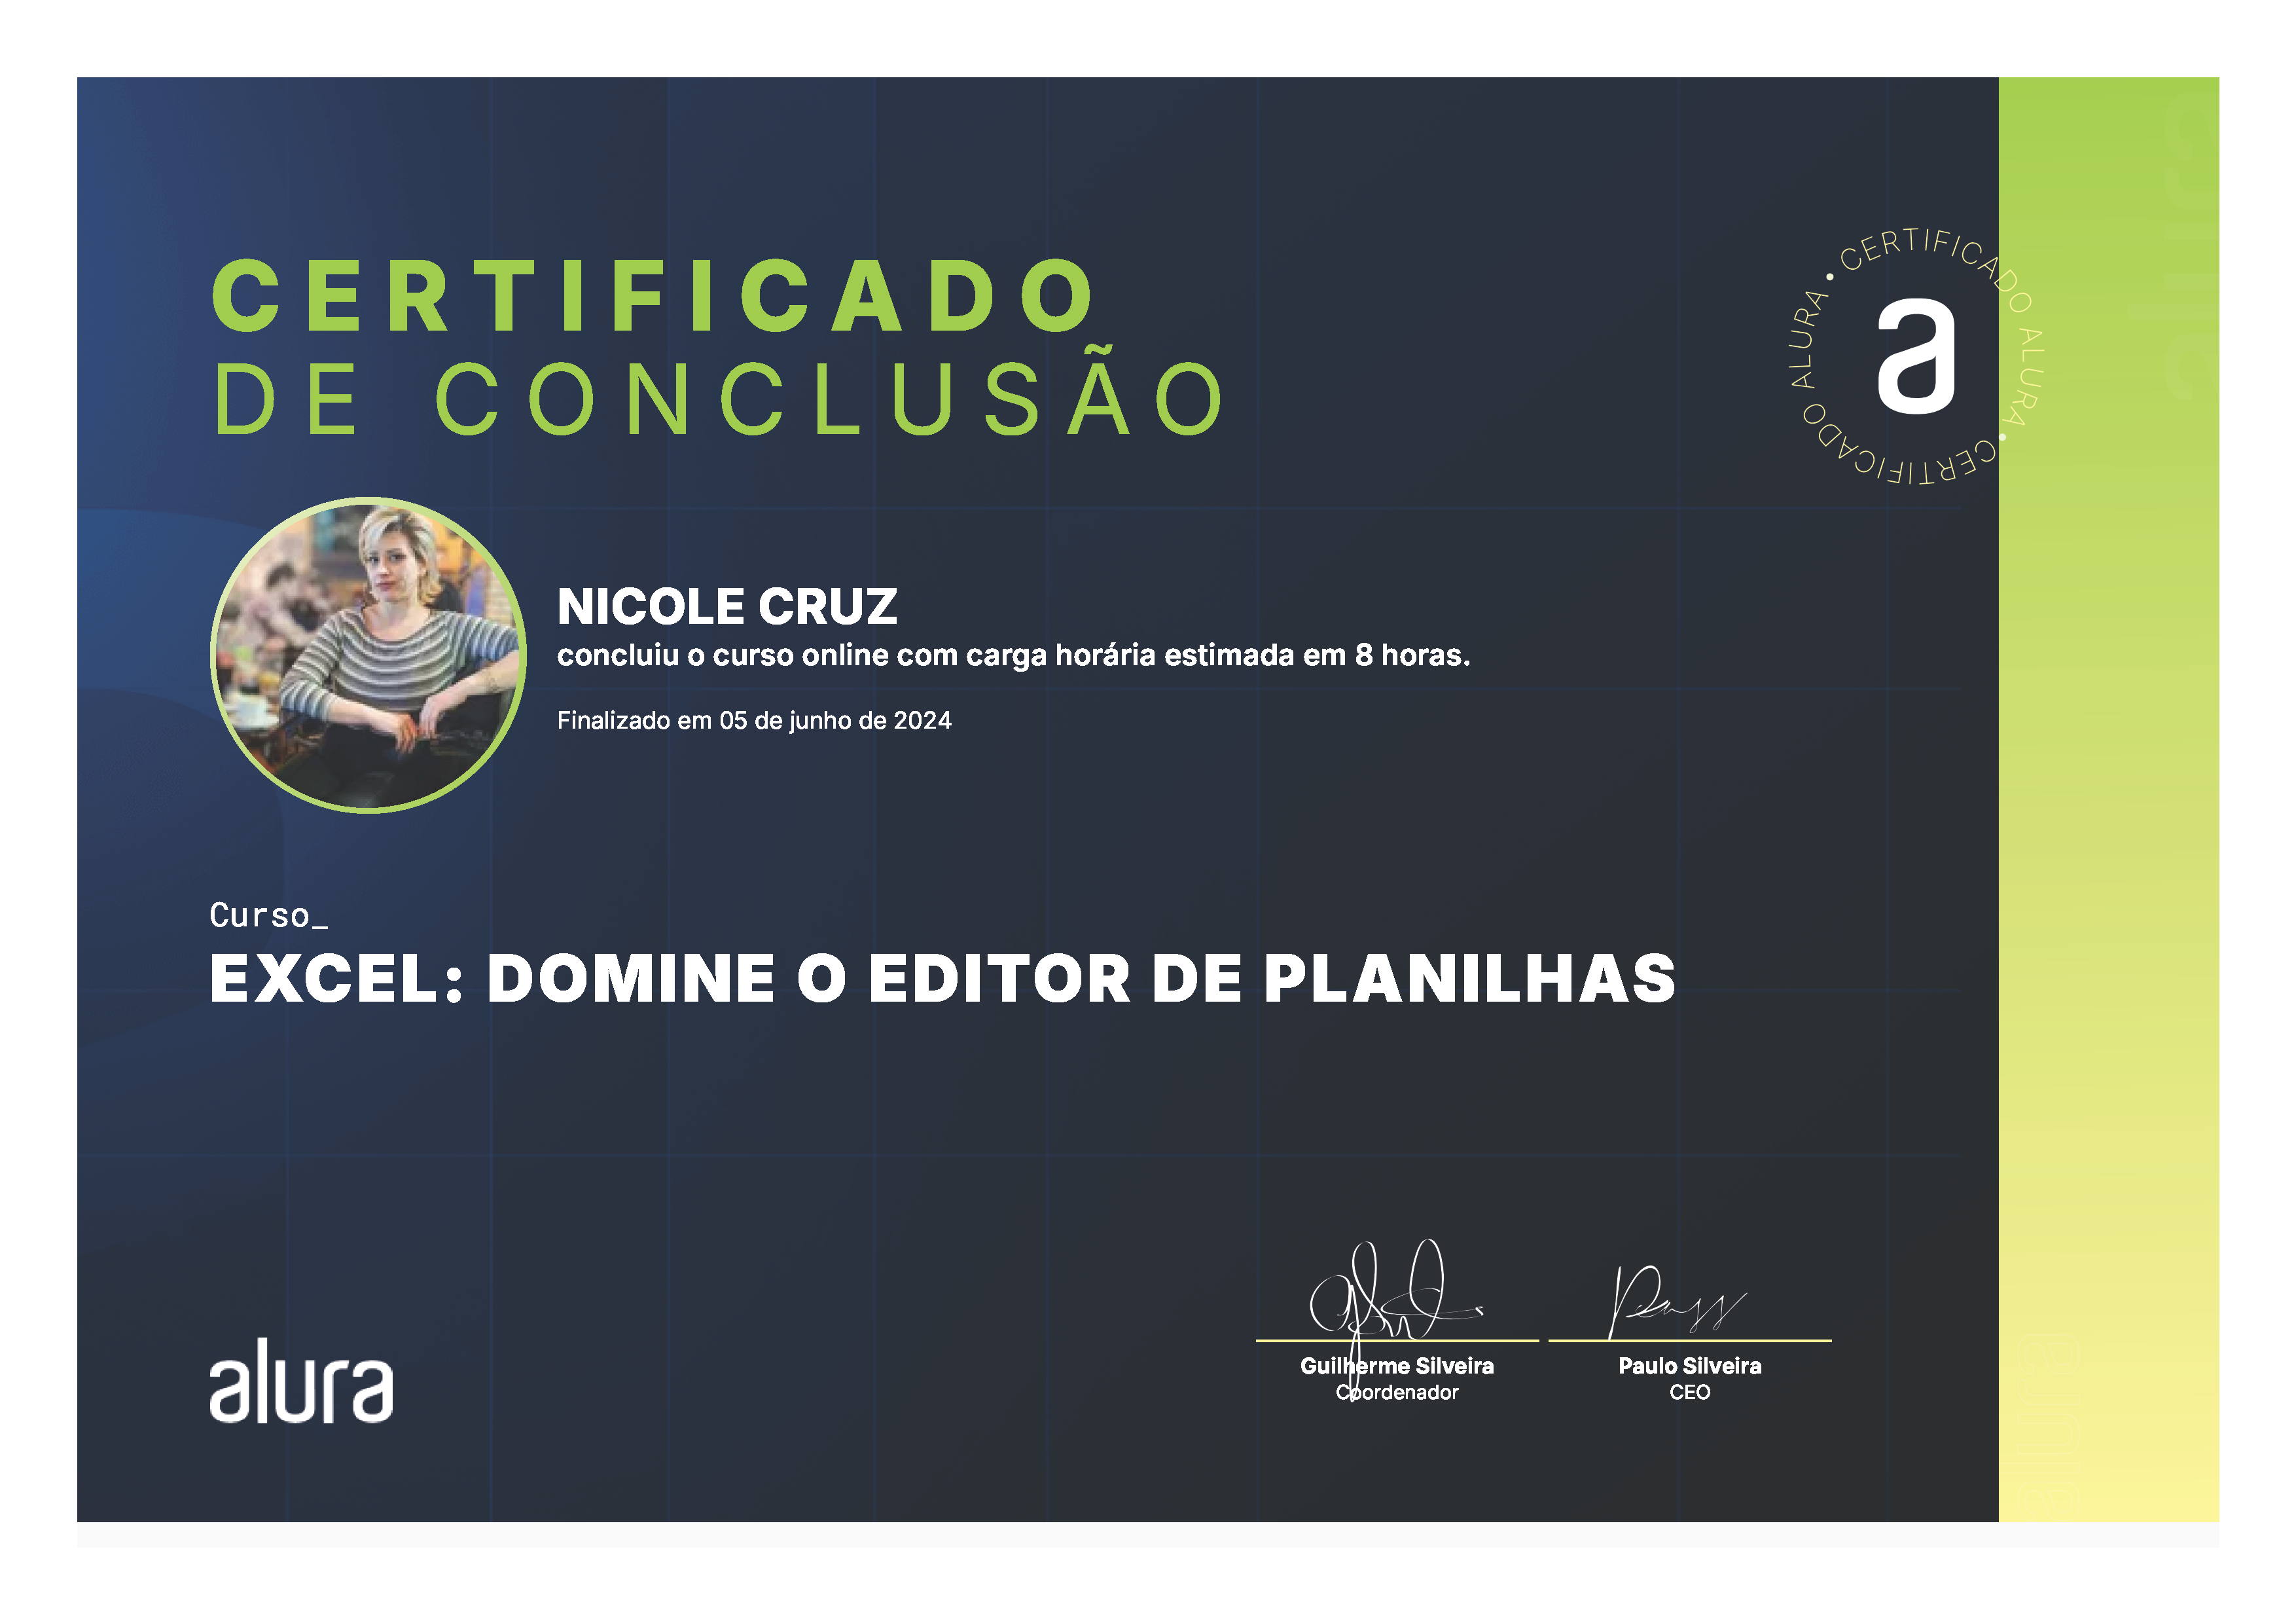 CERTIFICADO
DE CONCLUSÃO
• CERTIFICADO ALURA • CERTIFICADO ALURA
a
NICOLE CRUZ
concluiu o curso online com carga horária estimada em 8 horas.
Finalizado em 05 de junho de 2024
Curso_
EXCEL: DOMINE O EDITOR DE PLANILHAS
alura
Guilherme Silveira
Coordenador
Paulo Silveira
CEO
alura
alura